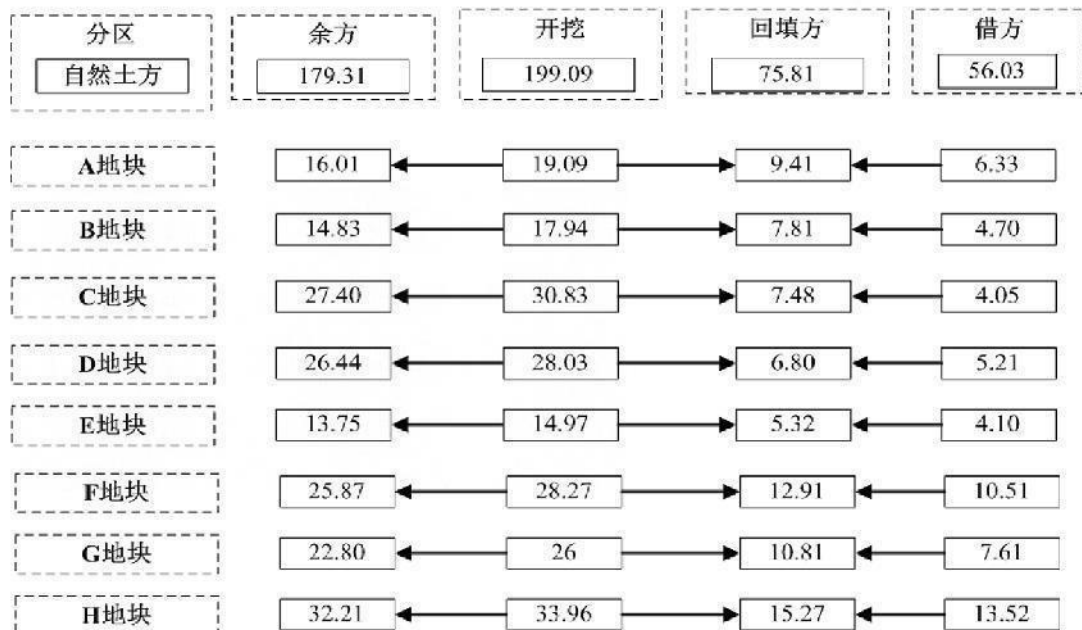 分区 余方 开挖 回填方 借方
自然土方 179.31 199.09 75.81 56.03
A地块 16.01 19.09 9.41 6.33
B地块 14.83 17.94 7.81 4.70
C地块 27.40 30.83 7.48 4.05
D地块 26.44 28.03 6.80 5.21
E地块 13.75 14.97 5.32 4.10
F地块 25.87 28.27 12.91 10.51
G地块 22.80 26 10.81 7.61
H地块 32.21 33.96 15.27 13.52